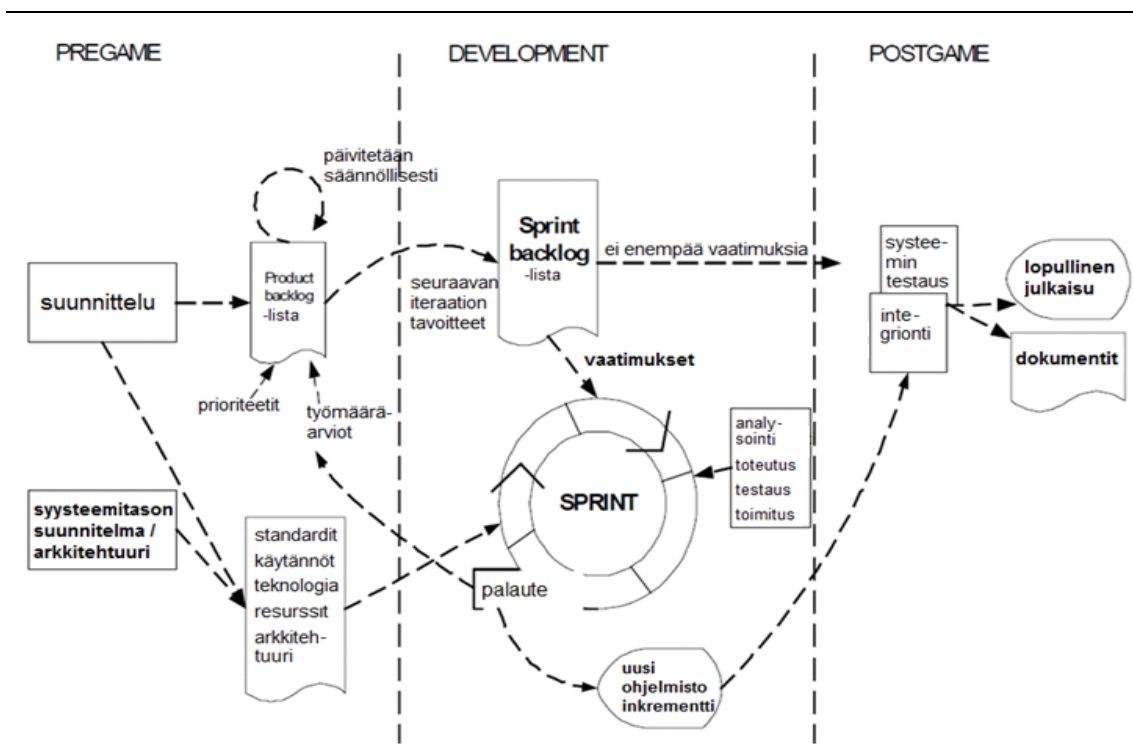 PREGAME
DEVELOPMENT
POSTGAME
päivitetään
säännöllisesti
suunnittelu
Product
backlog
-lista
prioriteetit
työmäärä-
arviot
seuraavan
iteraation
tavoitteet
Sprint
backlog
-lista
ei enempää vaatimuksia
vaatimukset
systee-
min
testaus
inte-
grionti
lopullinen
julkaisu
dokumentit
syysteemitason
suunnitelma /
arkkitehtuuri
standardit
käytännöt
teknologia
resurssit
arkkiteh-
tuuri
SPRINT
analy-
sointi
toteutus
testaus
toimitus
palaute
uusi
ohjelmisto
inkrementti